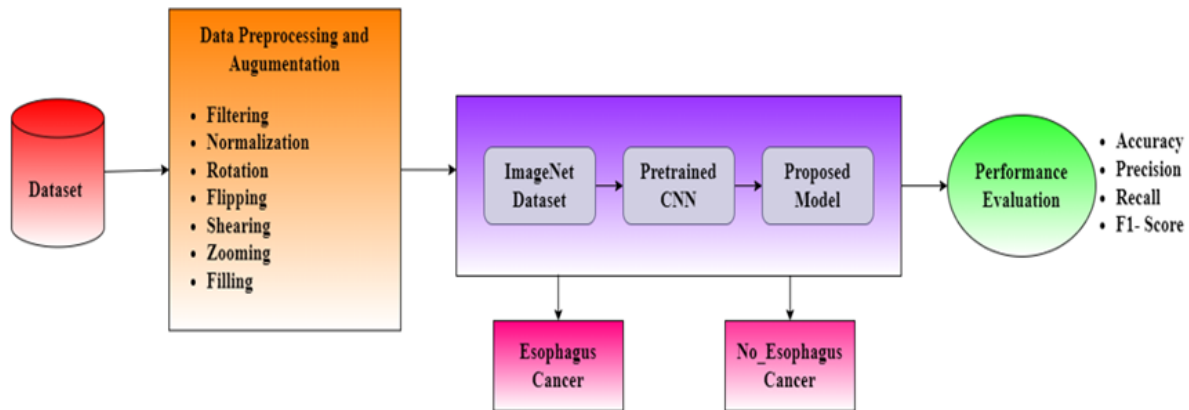 Dataset
Data Preprocessing and
Augumentation
• Filtering
• Normalization
• Rotation
• Flipping
• Shearing
• Zooming
• Filling
ImageNet
Dataset
Pretrained
CNN
Proposed
Model
Esophagus
Cancer
No_Esophagus
Cancer
Performance
Evaluation
• Accuracy
• Precision
• Recall
• F1- Score